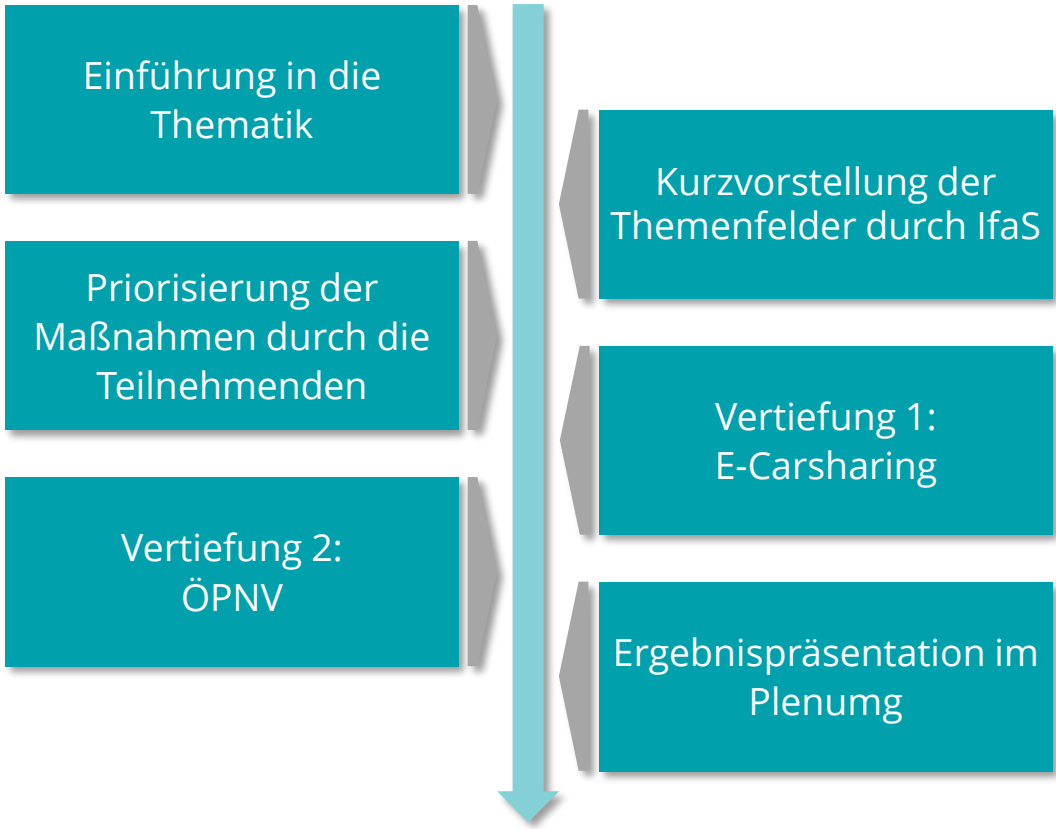 Einführung in die
Thematik
Kurzvorstellung der
Themenfelder durch IfaS
Priorisierung der
Maßnahmen durch die
Teilnehmenden
Vertiefung 1:
E-Carsharing
Vertiefung 2:
ÖPNV
Ergebnispräsentation im
Plenumg